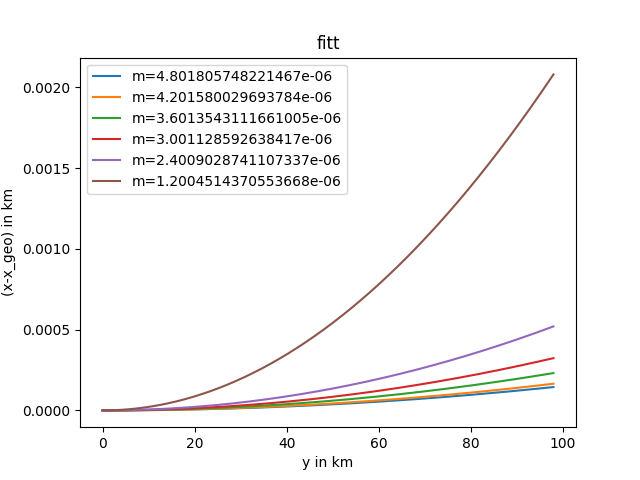 fitt
m=4.801805748221467e-06
m=4.201580029693784e-06
m=3.6013543111661005e-06
m=3.001128592638417e-06
m=2.4009028741107337e-06
m=1.2004514370553668e-06
0.0020
0.0015
0.0010
0.0005
0.0000
(x-x_geo) in km
0 20 40 60 80 100
y in km